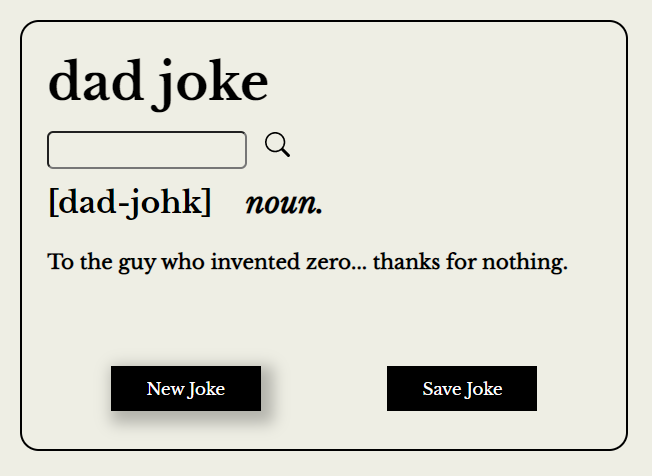 dad joke
[dad-johk] noun.
To the guy who invented zero... thanks for nothing.
New Joke
Save Joke